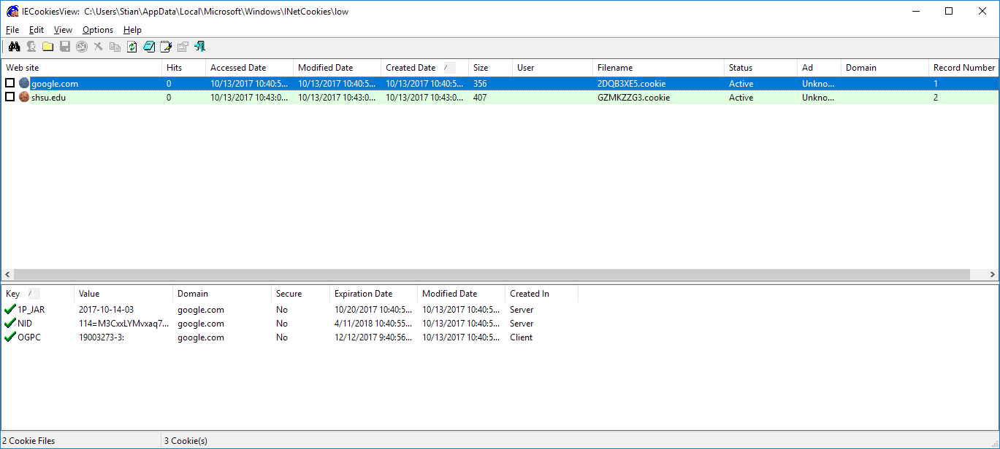 IECookiesView: C:\Users\Stian\AppData\Local\Microsoft\Windows\INetCookies\low
File Edit View Options Help
Web site Hits Accessed Date Modified Date Created Date / Size User Filename Status Ad Domain Record Number
google.com 0 10/13/2017 10:40:5... 10/13/2017 10:40:5... 10/13/2017 10:40:5... 356 2DQB3XE5.cookie Active Unkno... 1
shsu.edu 0 10/13/2017 10:43:0... 10/13/2017 10:43:0... 10/13/2017 10:43:0... 407 GZMKZZG3.cookie Active Unkno... 2
Key / Value Domain Secure Expiration Date Modified Date Created In
1P_JAR 2017-10-14-03 google.com No 10/20/2017 10:40:5... 10/13/2017 10:40:5... Server
NID 114=M3CxxLYMvxaq7... google.com No 4/11/2018 10:40:55... 10/13/2017 10:40:5... Server
OGPC 19003273-3: google.com No 12/12/2017 9:40:56... 10/13/2017 10:40:5... Client
2 Cookie Files 3 Cookie(s)